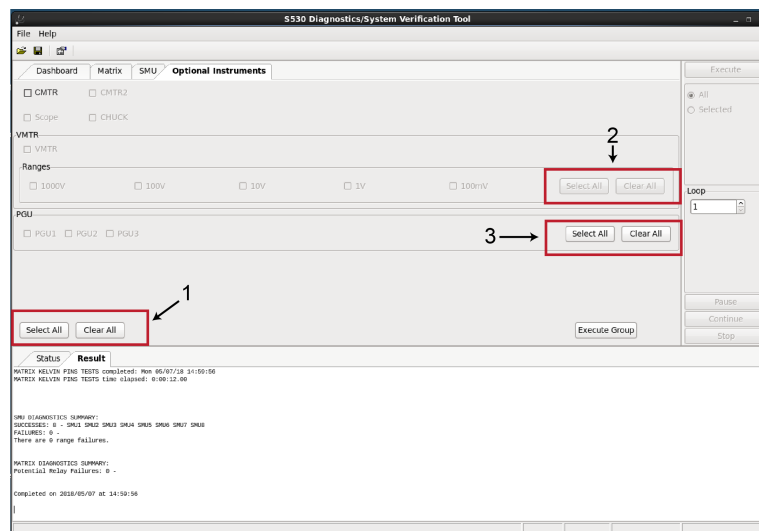 S530 Diagnostics/System Verification Tool
File Help
Dashboard Matrix SMU Optional Instruments
Execute
CMTR CMTR2
All
Scope CHUCK
Selected
VMTR
2
VMTR
Ranges
1000V 100V 10V 1V 100mV Select All Clear All
Loop
1
PGU
PGU1 PGU2 PGU3
3
Select All Clear All
1
Pause
Select All Clear All
Execute Group
Continue
Stop
Status Result
MATRIX KELVIN PINS TESTS completed: Mon 05/07/18 14:59:56
MATRIX KELVIN PINS TESTS time elapsed: 0:00:12.00
SMU DIAGNOSTICS SUMMARY:
SUCCESSES: 8 - SMU1 SMU2 SMU3 SMU4 SMU5 SMU6 SMU7 SMU8
FAILURES: 0 -
There are 0 range failures.
MATRIX DIAGNOSTICS SUMMARY:
Potential Relay Failures: 0 -
Completed on 2018/05/07 at 14:59:56